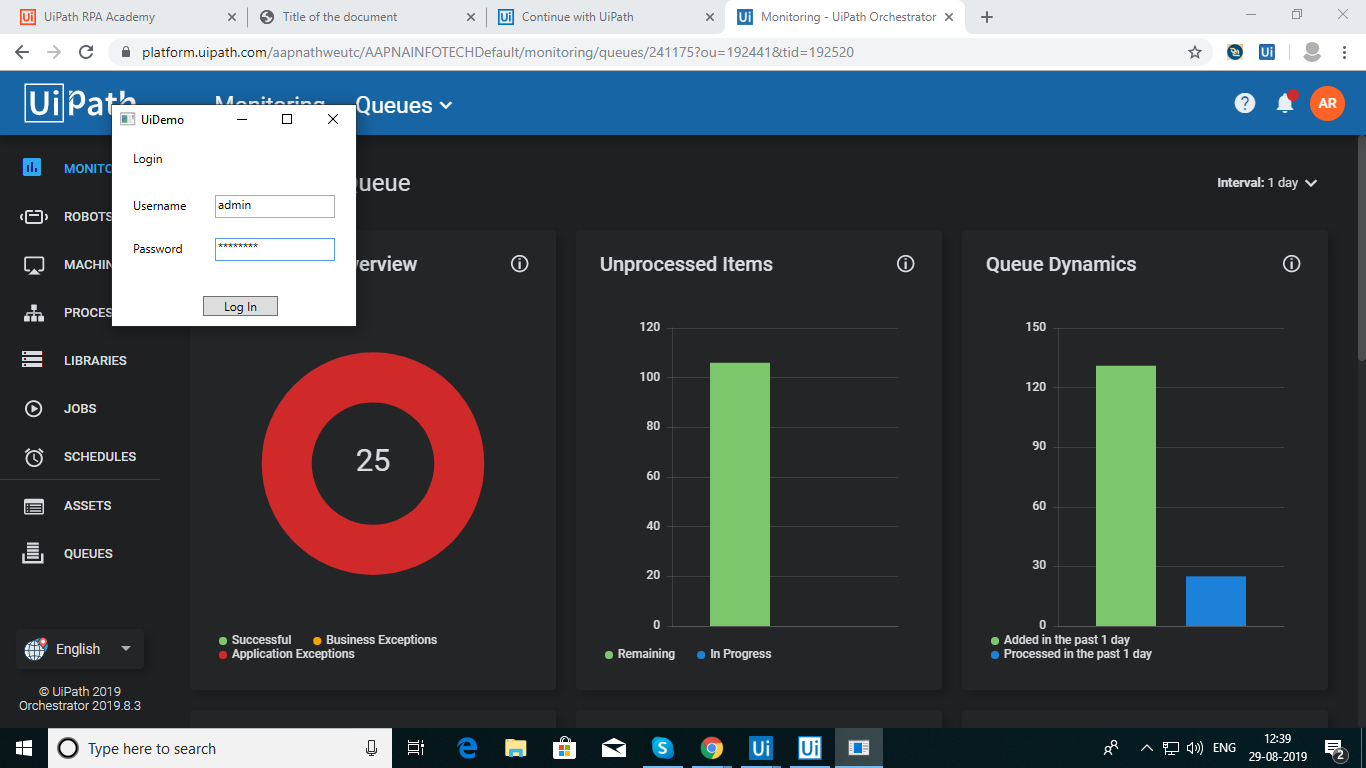 UiPath RPA Academy
Title of the document
Continue with UiPath
Monitoring - UiPath Orchestrator
platform.uipath.com/aapnathweutc/AAPNAINFOTECHDefault/monitoring/queues/241175?ou=192441&tid=192520
Ui
UiPath
Monitoring
Queues
AR
UiDemo
Login
Username
admin
Password
********
Log In
ueue
Interval: 1 day
MONITO
ROBOTS
MACHIN
PROCES
LIBRARIES
JOBS
SCHEDULES
ASSETS
QUEUES
English
© UiPath 2019
Orchestrator 2019.8.3
verview
25
Successful
Business Exceptions
Application Exceptions
Unprocessed Items
120
100
80
60
40
20
0
Remaining
In Progress
Queue Dynamics
150
120
90
60
30
0
Added in the past 1 day
Processed in the past 1 day
Type here to search
Ui
Ui
ENG
12:39
29-08-2019
2